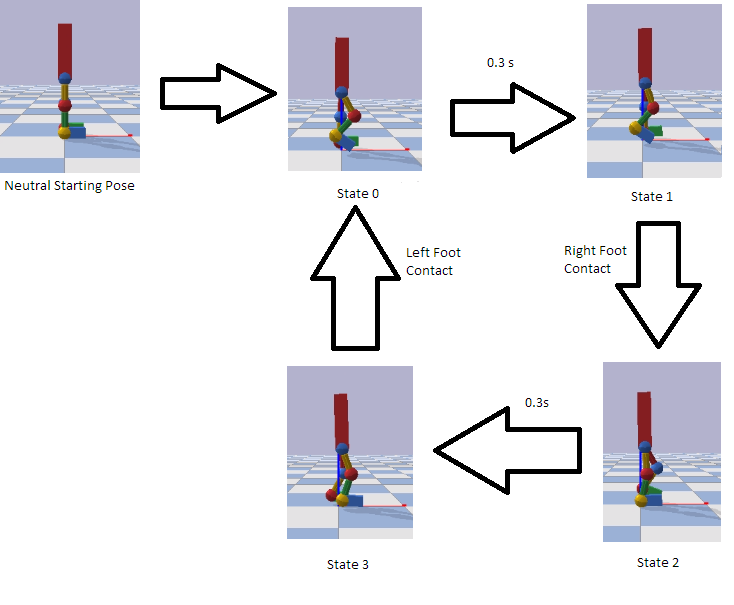 0.3 s
Neutral Starting Pose
State 0
State 1
Left Foot
Contact
Right Foot
Contact
0.3s
State 3
State 2